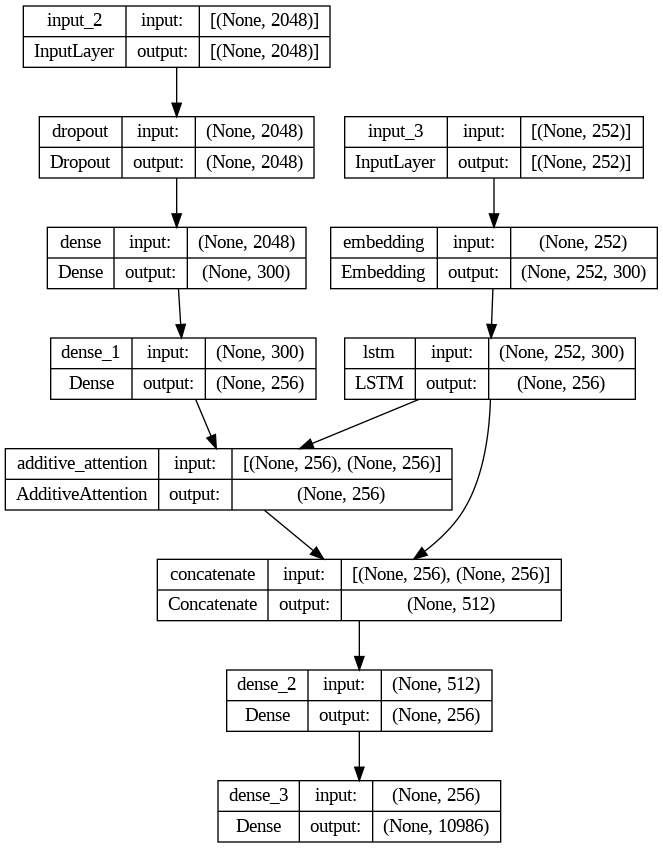 input_2 input: [(None, 2048)]
InputLayer output: [(None, 2048)]
dropout input: (None, 2048)
Dropout output: (None, 2048)
input_3 input: [(None, 252)]
InputLayer output: [(None, 252)]
dense input: (None, 2048)
Dense output: (None, 300)
embedding input: (None, 252)
Embedding output: (None, 252, 300)
dense_1 input: (None, 300)
Dense output: (None, 256)
lstm input: (None, 252, 300)
LSTM output: (None, 256)
additive_attention input: [(None, 256), (None, 256)]
AdditiveAttention output: (None, 256)
concatenate input: [(None, 256), (None, 256)]
Concatenate output: (None, 512)
dense_2 input: (None, 512)
Dense output: (None, 256)
dense_3 input: (None, 256)
Dense output: (None, 10986)